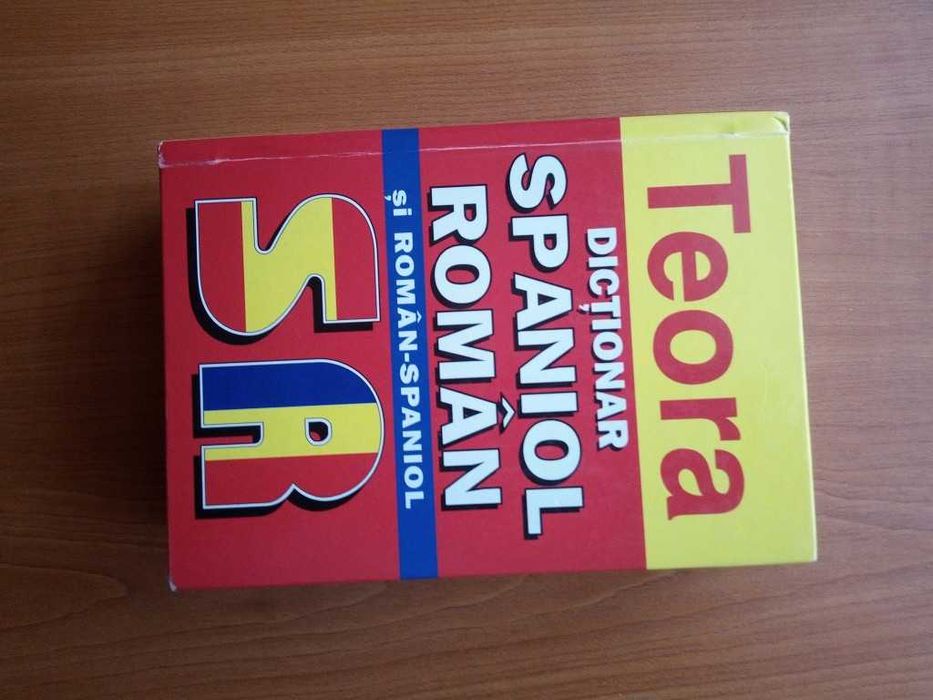 Teora
DICȚIONAR
SPANIOL
ROMÂN
și ROMÂN-SPANIOL
SR